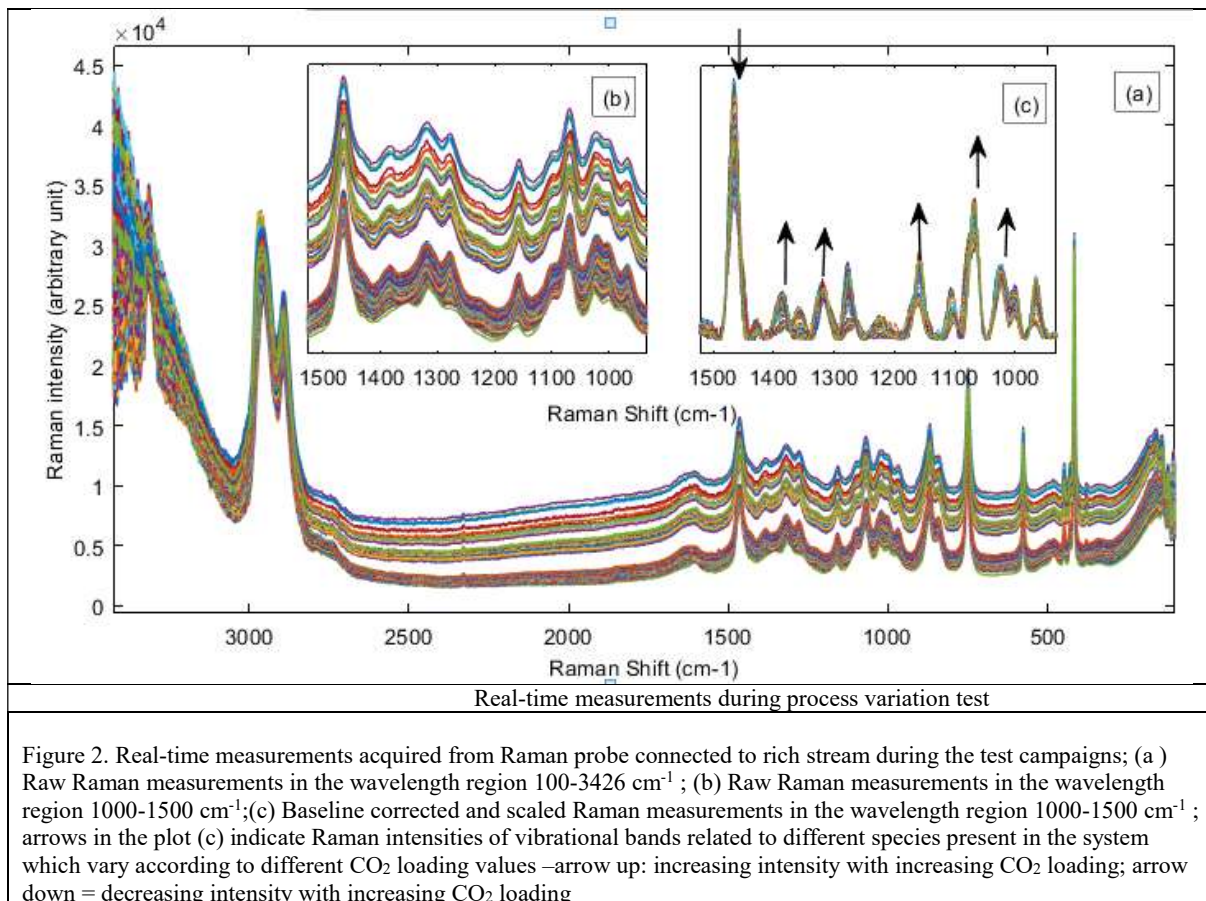 ×10⁴
4.5
4
3.5
3
2.5
2
1.5
1
0.5
0
Raman intensity (arbitrary unit)
(b)
(c)
(a)
1500 1400 1300 1200 1100 1000
1500 1400 1300 1200 1100 1000
Raman Shift (cm-1)
3000 2500 2000 1500 1000 500
Raman Shift (cm-1)
Real-time measurements during process variation test
Figure 2. Real-time measurements acquired from Raman probe connected to rich stream during the test campaigns; (a )
Raw Raman measurements in the wavelength region 100-3426 cm⁻¹ ; (b) Raw Raman measurements in the wavelength
region 1000-1500 cm⁻¹;(c) Baseline corrected and scaled Raman measurements in the wavelength region 1000-1500 cm⁻¹ ;
arrows in the plot (c) indicate Raman intensities of vibrational bands related to different species present in the system
which vary according to different CO₂ loading values –arrow up: increasing intensity with increasing CO₂ loading; arrow
down = decreasing intensity with increasing CO₂ loading